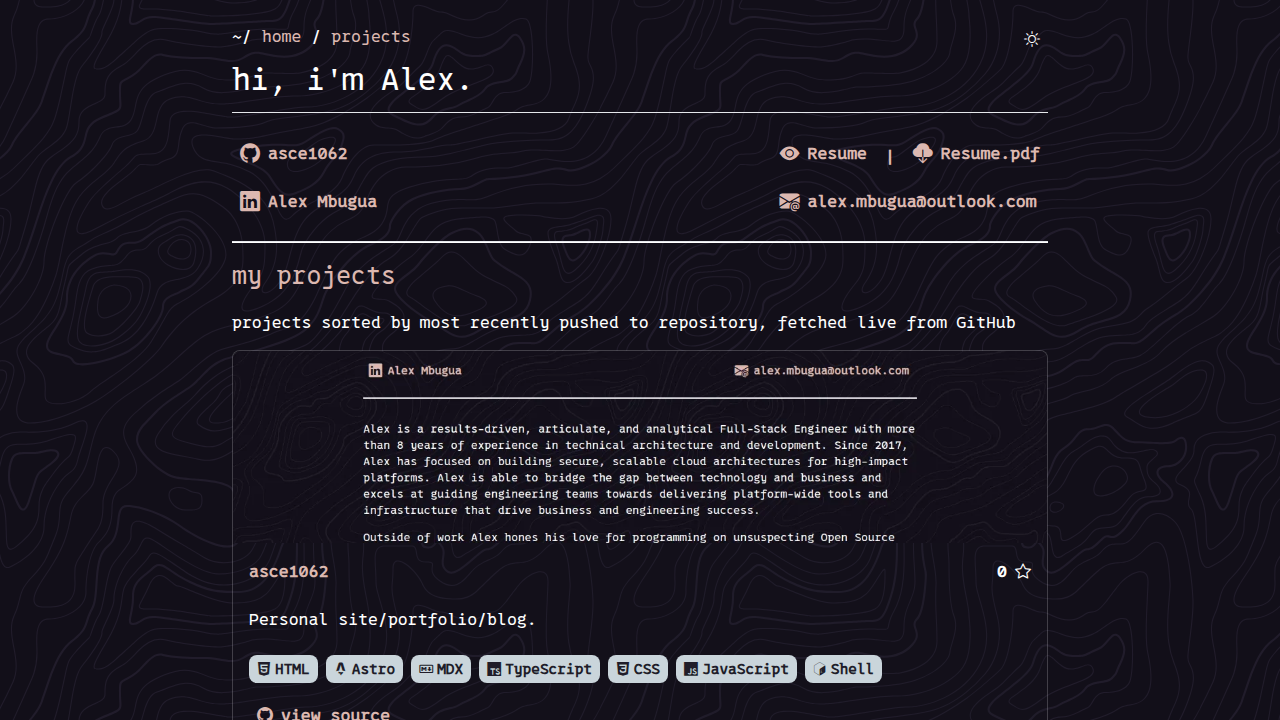 ~/ home / projects
hi, i'm Alex.
asce1062
Resume | Resume.pdf
Alex Mbugua
alex.mbugua@outlook.com
my projects
projects sorted by most recently pushed to repository, fetched live from GitHub
Alex Mbugua
alex.mbugua@outlook.com
Alex is a results-driven, articulate, and analytical Full-Stack Engineer with more
than 8 years of experience in technical architecture and development. Since 2017,
Alex has focused on building secure, scalable cloud architectures for high-impact
platforms. Alex is able to bridge the gap between technology and business and
excels at guiding engineering teams towards delivering platform-wide tools and
infrastructure that drive business and engineering success.
Outside of work Alex hones his love for programming on unsuspecting Open Source
asce1062
0
Personal site/portfolio/blog.
HTML Astro MDX TypeScript CSS JavaScript Shell
view source